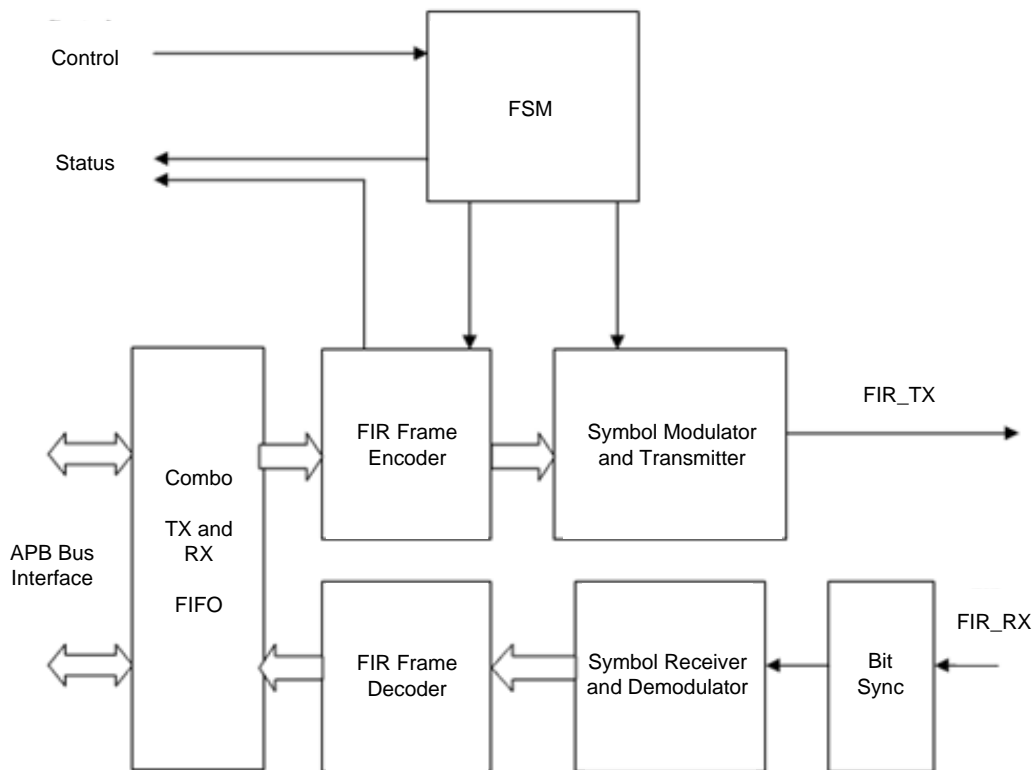 Control
FSM
Status
FIR_TX
FIR Frame
Encoder
Symbol Modulator
and Transmitter
Combo
TX and
RX
FIFO
APB Bus
Interface
FIR_RX
FIR Frame
Decoder
Symbol Receiver
and Demodulator
Bit
Sync